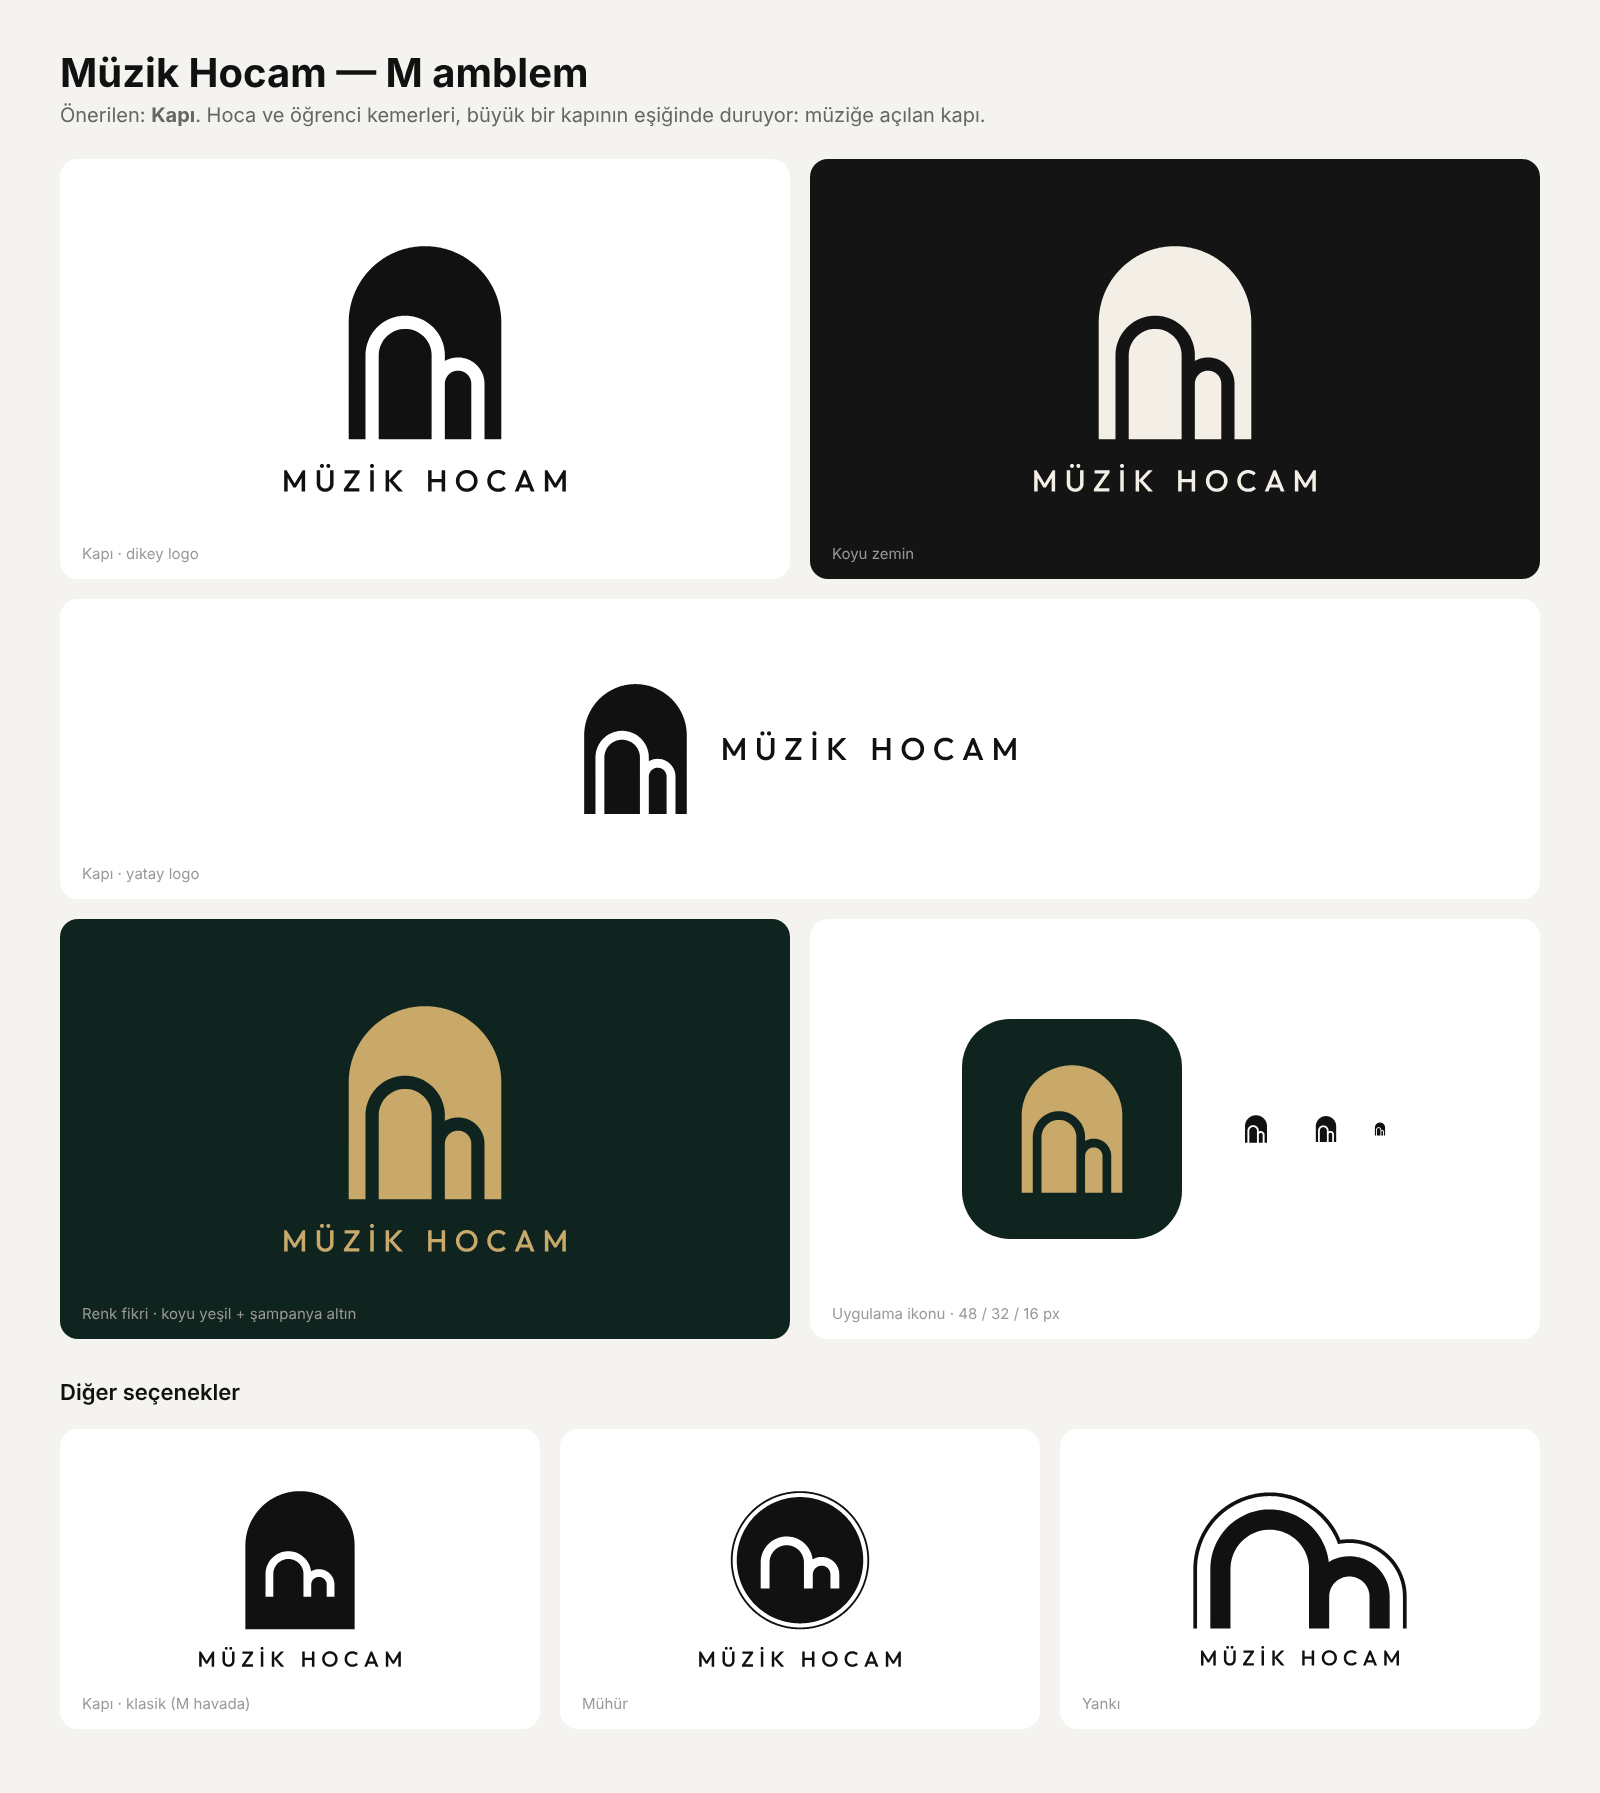 Müzik Hocam — M amblem
Önerilen: Kapı. Hoca ve öğrenci kemerleri, büyük bir kapının eşiğinde duruyor: müziğe açılan kapı.
MÜZİK HOCAM
Kapı · dikey logo
MÜZİK HOCAM
Koyu zemin
MÜZİK HOCAM
Kapı · yatay logo
MÜZİK HOCAM
Renk fikri · koyu yeşil + şampanya altın
Uygulama ikonu · 48 / 32 / 16 px
Diğer seçenekler
MÜZİK HOCAM
Kapı · klasik (M havada)
MÜZİK HOCAM
Mühür
MÜZİK HOCAM
Yankı